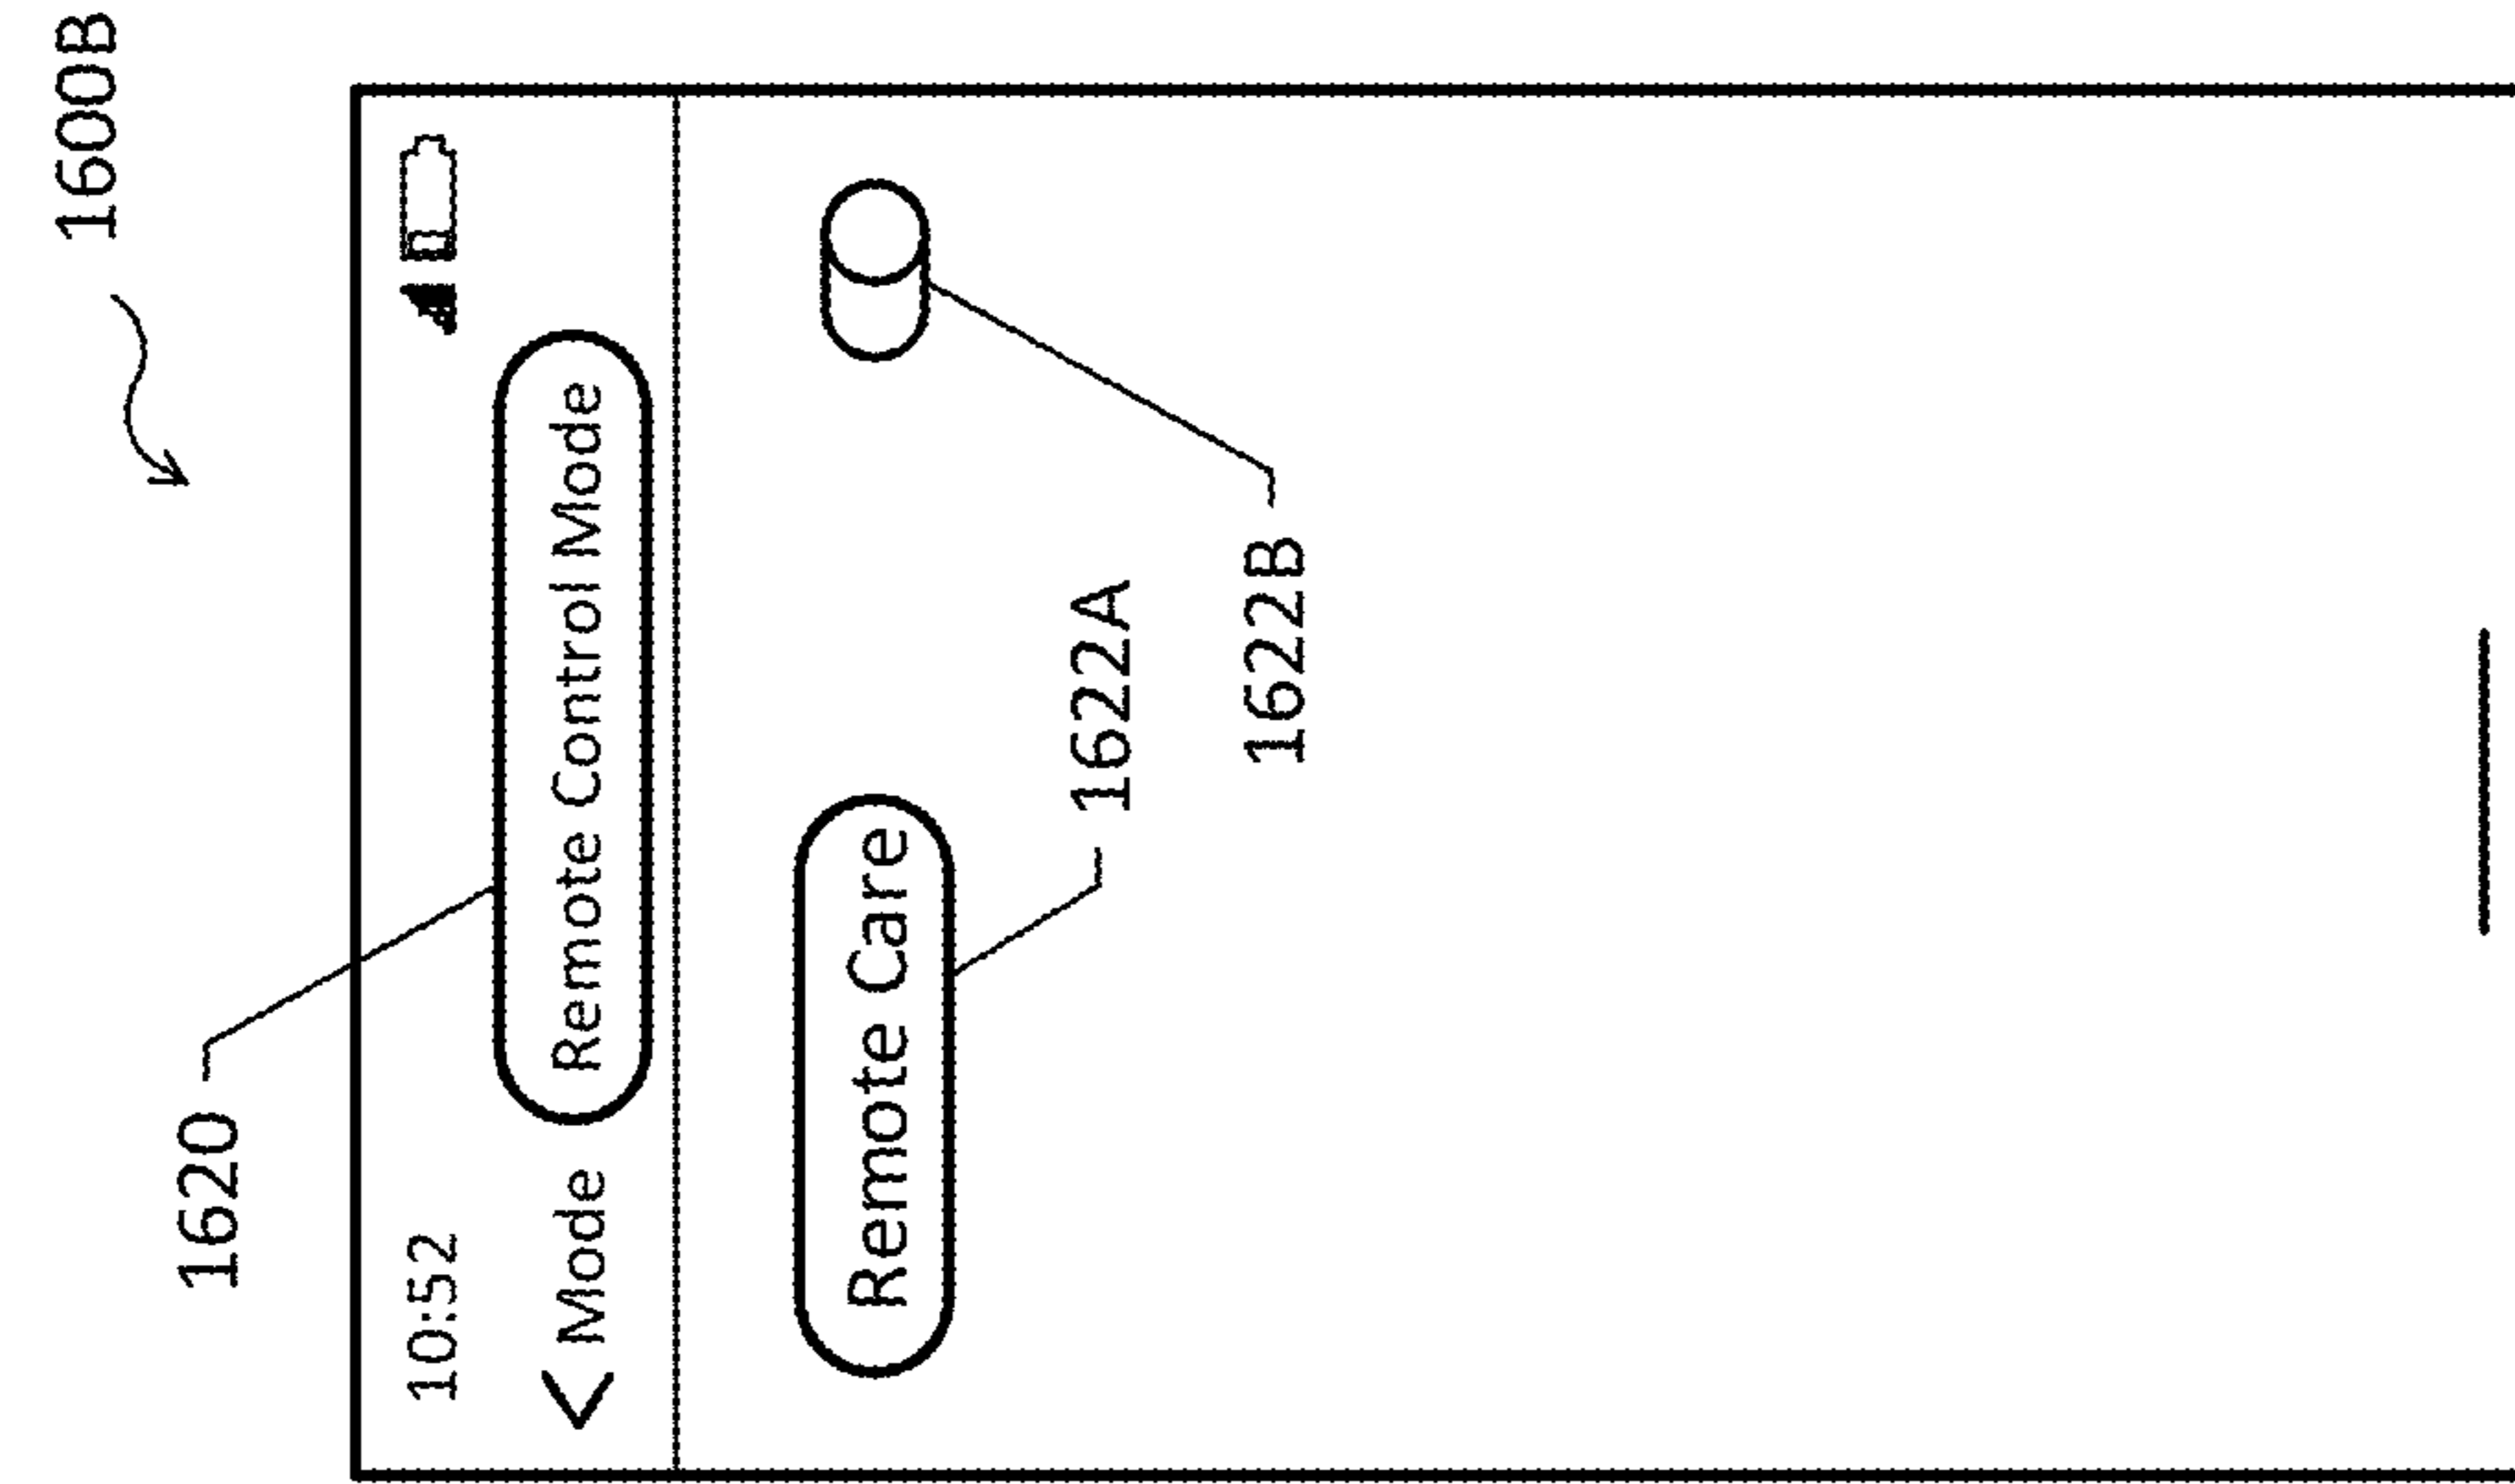 1600B
1620
10:52
< Mode Remote Control Mode
Remote Care
1622A
1622B